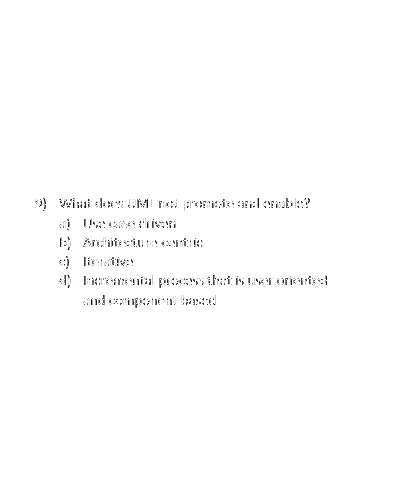 9) What does UML not promote and enable?
a) Use case driven
b) Architecture centric
c) Iterative
d) Incremental process that is user oriented
and component based